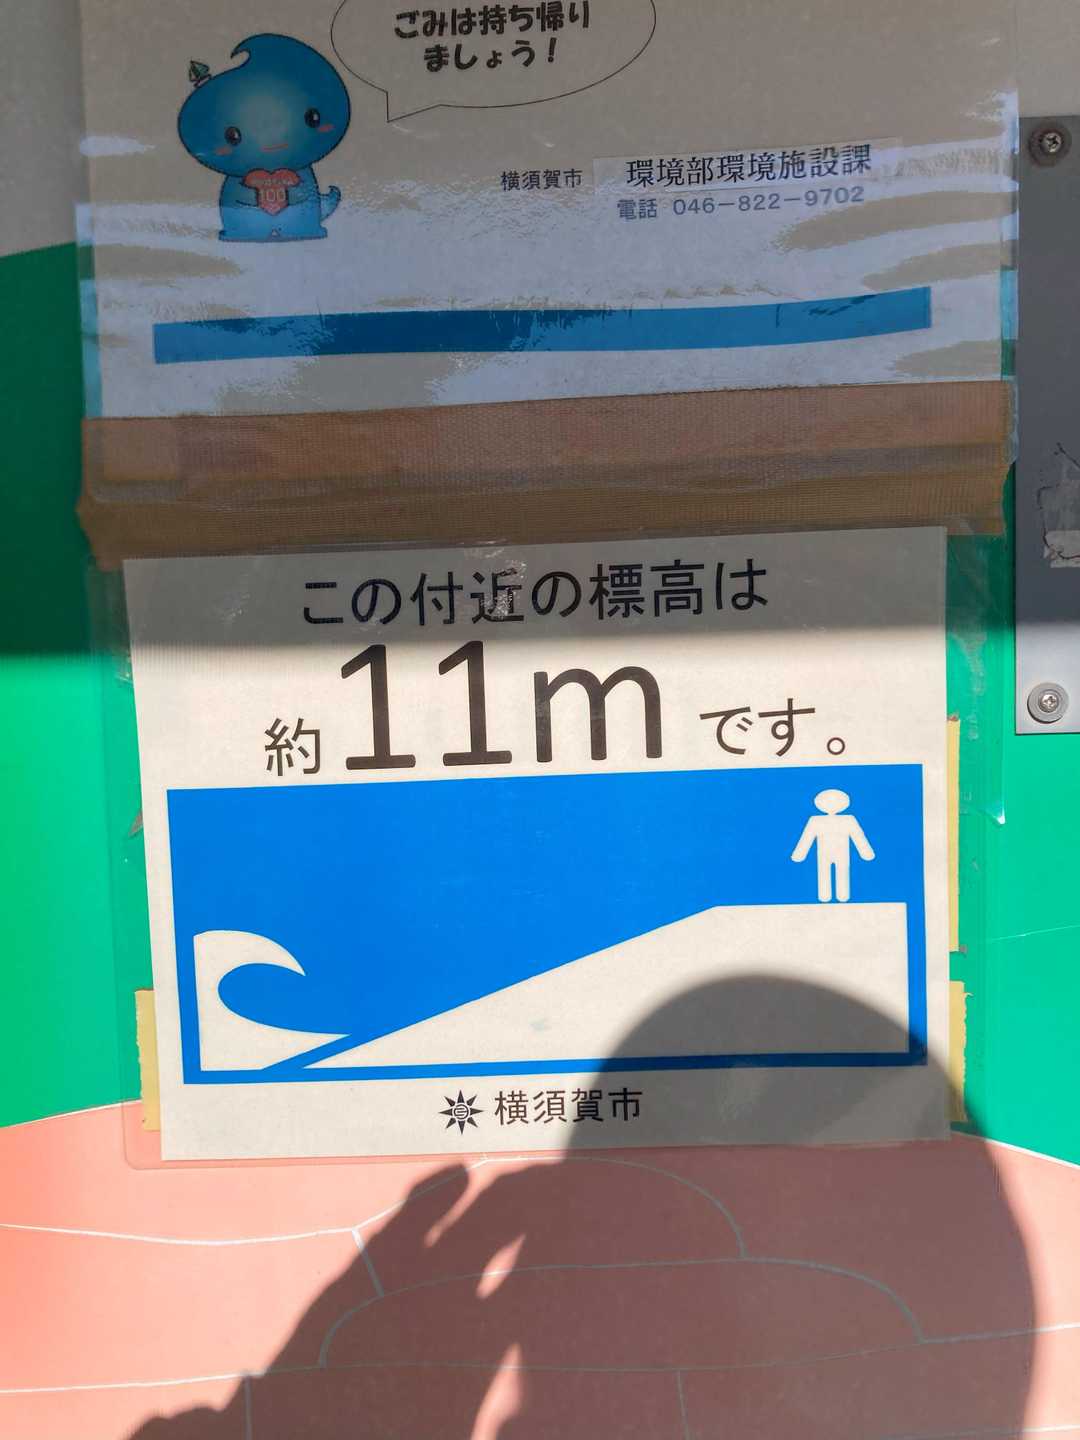 ごみは持ち帰り
ましょう!
100
横須賀市 環境部環境施設課
電話 046－822－9702
この付近の標高は
約11mです。
横須賀市